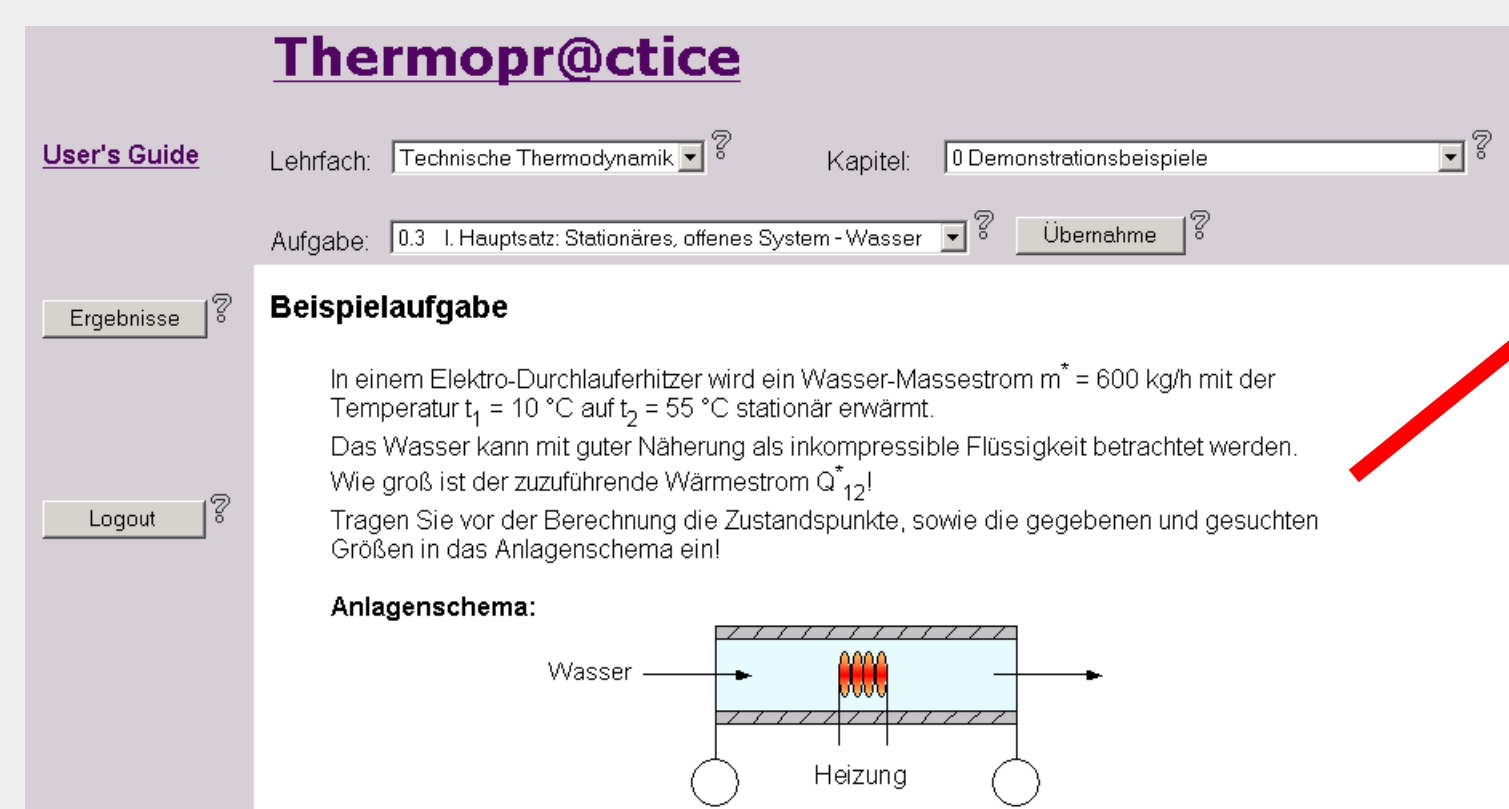 Thermopr@ctice
User's Guide
Lehrfach: Technische Thermodynamik ? Kapitel: 0 Demonstrationsbeispiele ?
Aufgabe: 0.3 I. Hauptsatz: Stationäres, offenes System - Wasser ? Übernahme ?
Ergebnisse ?
Beispielaufgabe
In einem Elektro-Durchlauferhitzer wird ein Wasser-Massestrom m* = 600 kg/h mit der
Temperatur t1 = 10 °C auf t2 = 55 °C stationär erwärmt.
Das Wasser kann mit guter Näherung als inkompressible Flüssigkeit betrachtet werden.
Wie groß ist der zuzuführende Wärmestrom Q*12!
Logout ?
Tragen Sie vor der Berechnung die Zustandspunkte, sowie die gegebenen und gesuchten
Größen in das Anlagenschema ein!
Anlagenschema:
Wasser
Heizung